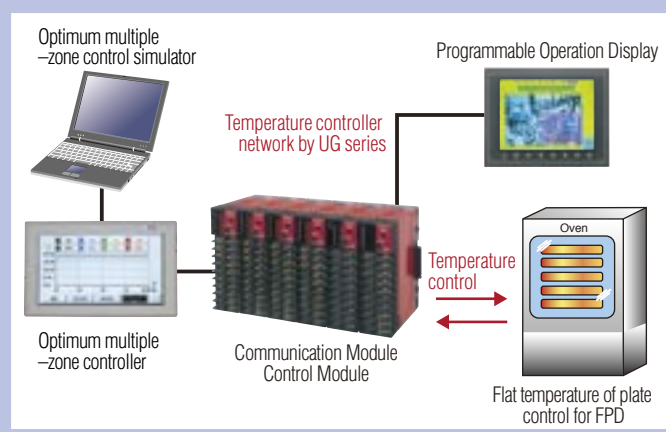 Optimum multiple
–zone control simulator
Programmable Operation Display
Temperature controller
network by UG series
Oven
Temperature
control
Optimum multiple
–zone controller
Communication Module
Control Module
Flat temperature of plate
control for FPD